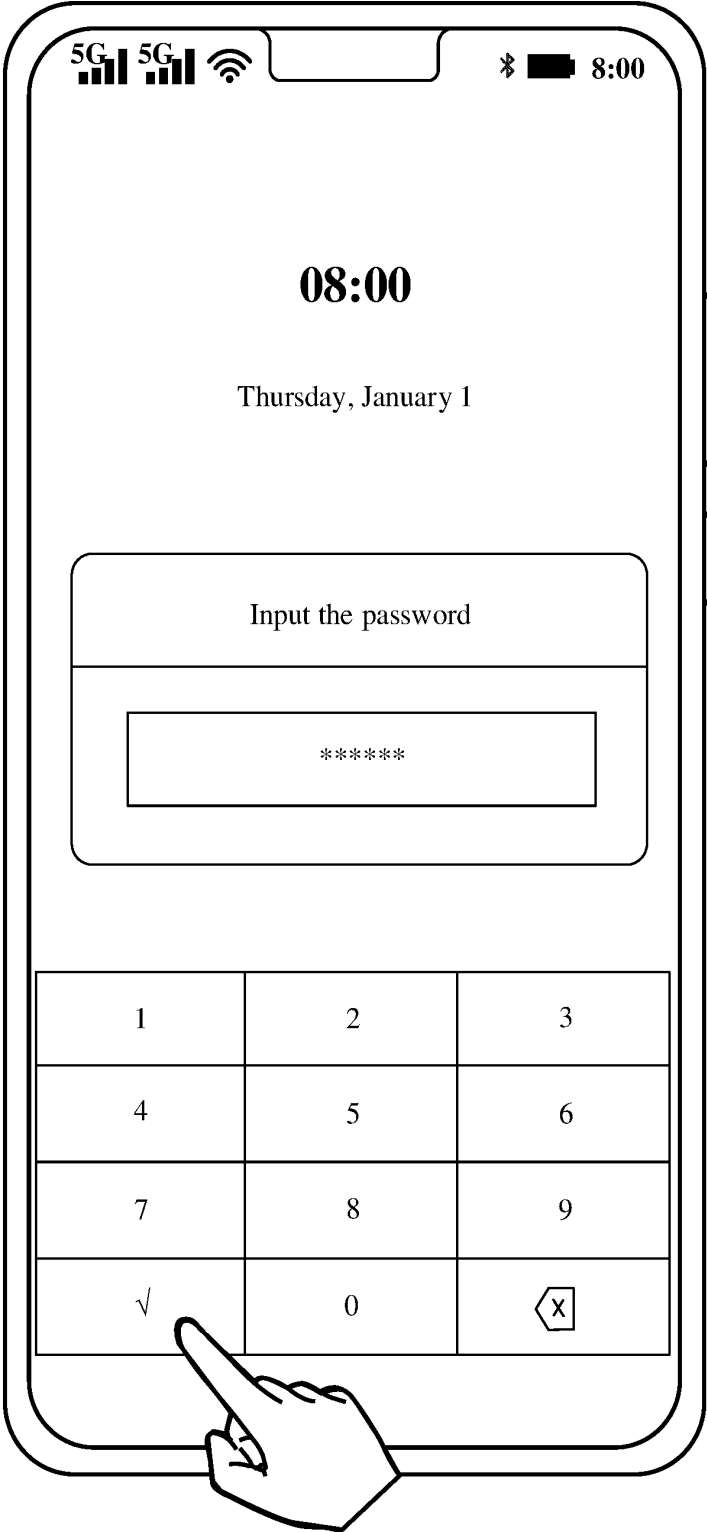 5G 5G 8:00
08:00
Thursday, January 1
Input the password
******
1 2 3
4 5 6
7 8 9
√ 0 X